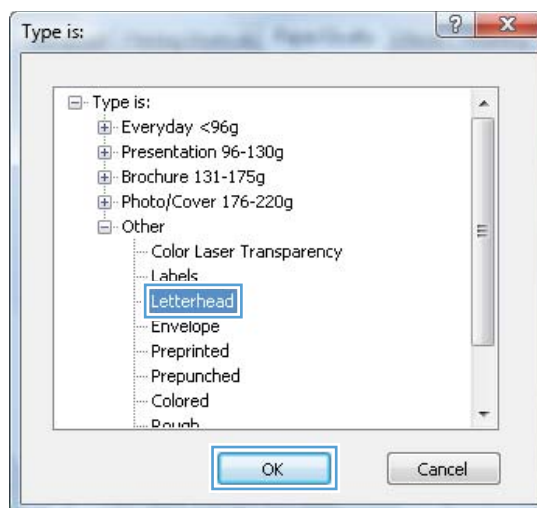 Type is:
Type is:
Everyday <96g
Presentation 96-130g
Brochure 131-175g
Photo/Cover 176-220g
Other
Color Laser Transparency
Labels
Letterhead
Envelope
Preprinted
Prepunched
Colored
Rough
OK
Cancel